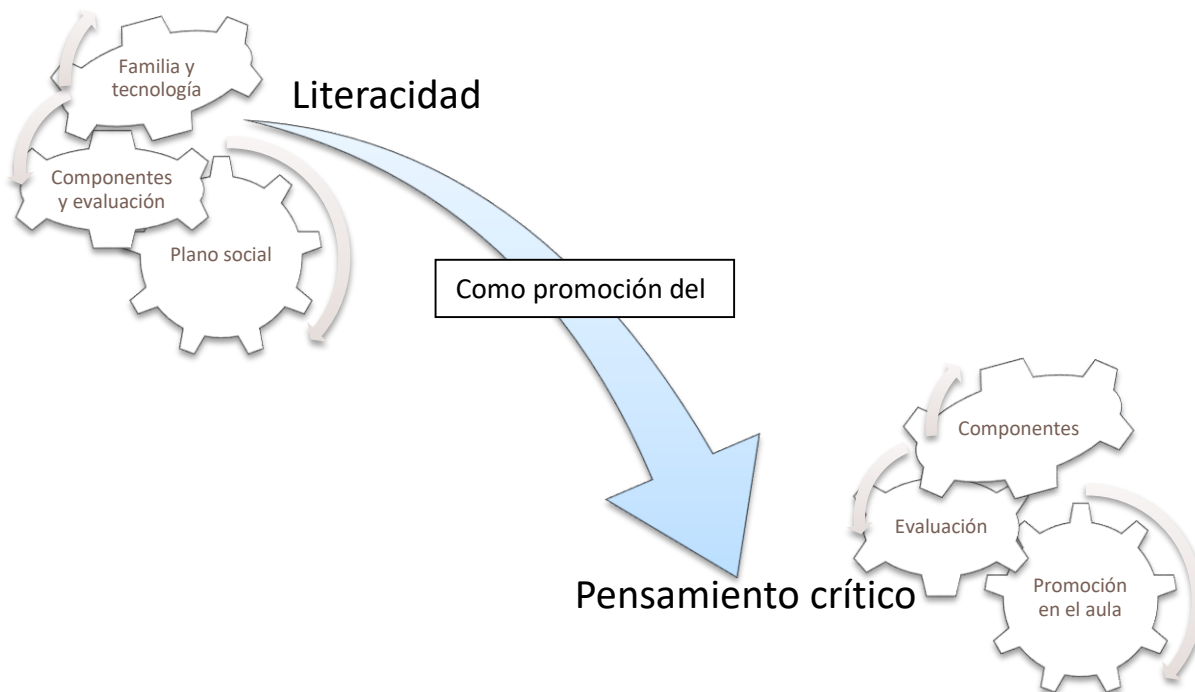 Familia y
tecnología
Literacidad
Componentes
y evaluación
Plano social
Como promoción del
Componentes
Evaluación
Pensamiento crítico
Promoción
en el aula